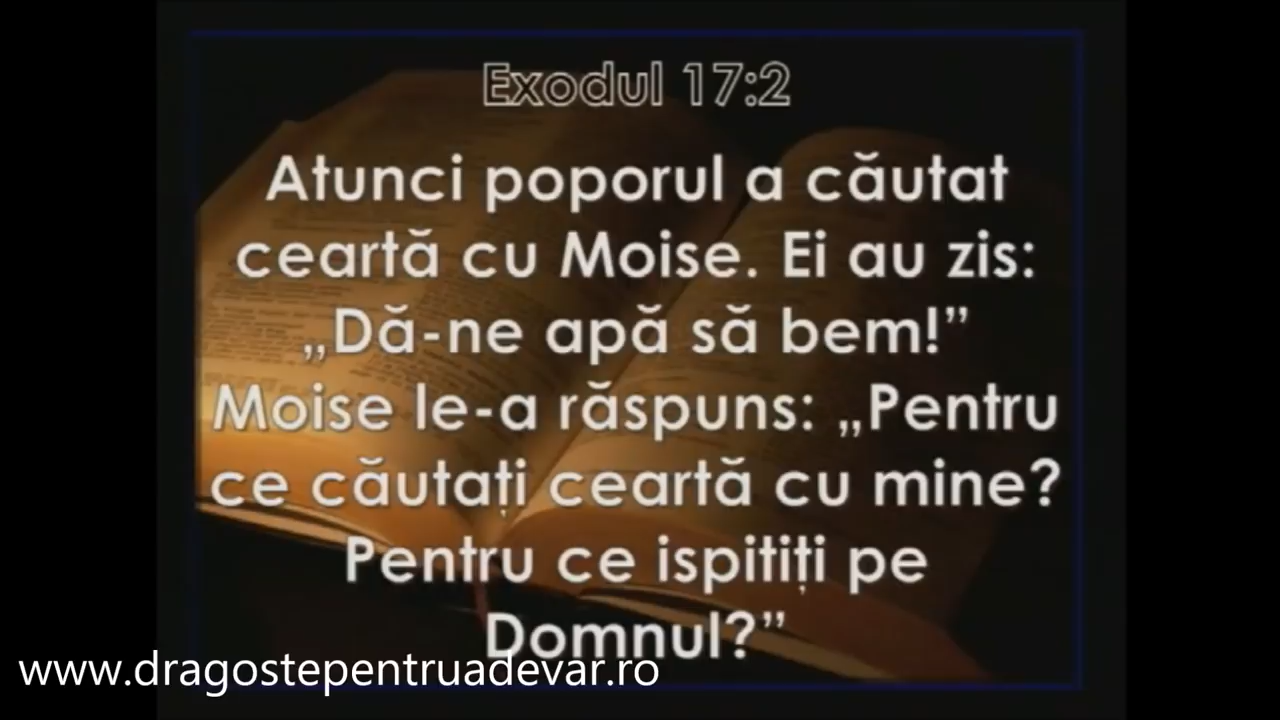 Exodul 17:2
Atunci poporul a căutat
ceartă cu Moise. Ei au zis:
„Dă-ne apă să bem!”
Moise le-a răspuns: „Pentru
ce căutați ceartă cu mine?
Pentru ce ispitiți pe
Domnul?”
www.dragostepentruadevar.ro